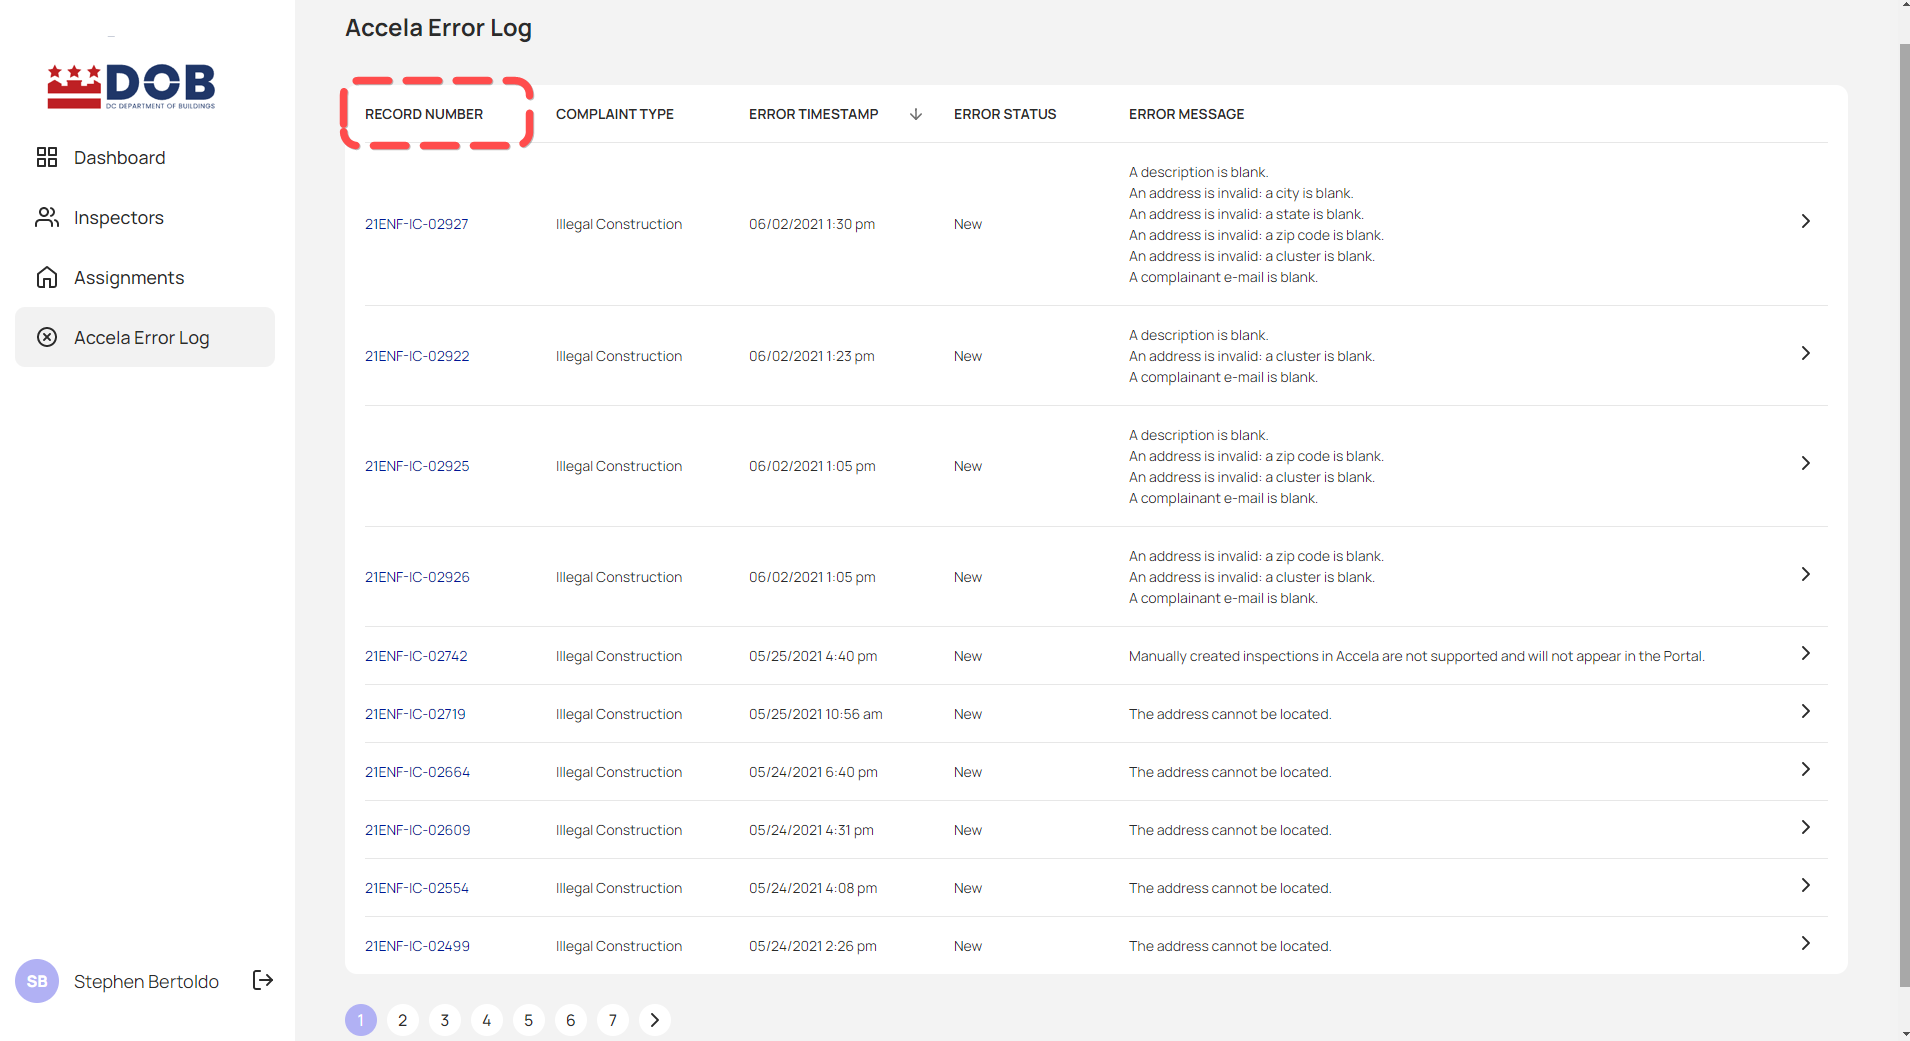 Accela Error Log
DOB
DC DEPARTMENT OF BUILDINGS
Dashboard
Inspectors
Assignments
Accela Error Log
RECORD NUMBER COMPLAINT TYPE ERROR TIMESTAMP ERROR STATUS ERROR MESSAGE
21ENF-IC-02927 Illegal Construction 06/02/2021 1:30 pm New
A description is blank.
An address is invalid: a city is blank.
An address is invalid: a state is blank.
An address is invalid: a zip code is blank.
An address is invalid: a cluster is blank.
A complainant e-mail is blank.
21ENF-IC-02922 Illegal Construction 06/02/2021 1:23 pm New
A description is blank.
An address is invalid: a cluster is blank.
A complainant e-mail is blank.
21ENF-IC-02925 Illegal Construction 06/02/2021 1:05 pm New
A description is blank.
An address is invalid: a zip code is blank.
An address is invalid: a cluster is blank.
A complainant e-mail is blank.
21ENF-IC-02926 Illegal Construction 06/02/2021 1:05 pm New
An address is invalid: a zip code is blank.
An address is invalid: a cluster is blank.
A complainant e-mail is blank.
21ENF-IC-02742 Illegal Construction 05/25/2021 4:40 pm New Manually created inspections in Accela are not supported and will not appear in the Portal.
21ENF-IC-02719 Illegal Construction 05/25/2021 10:56 am New The address cannot be located.
21ENF-IC-02664 Illegal Construction 05/24/2021 6:40 pm New The address cannot be located.
21ENF-IC-02609 Illegal Construction 05/24/2021 4:31 pm New The address cannot be located.
21ENF-IC-02554 Illegal Construction 05/24/2021 4:08 pm New The address cannot be located.
21ENF-IC-02499 Illegal Construction 05/24/2021 2:26 pm New The address cannot be located.
SB Stephen Bertoldo
1 2 3 4 5 6 7